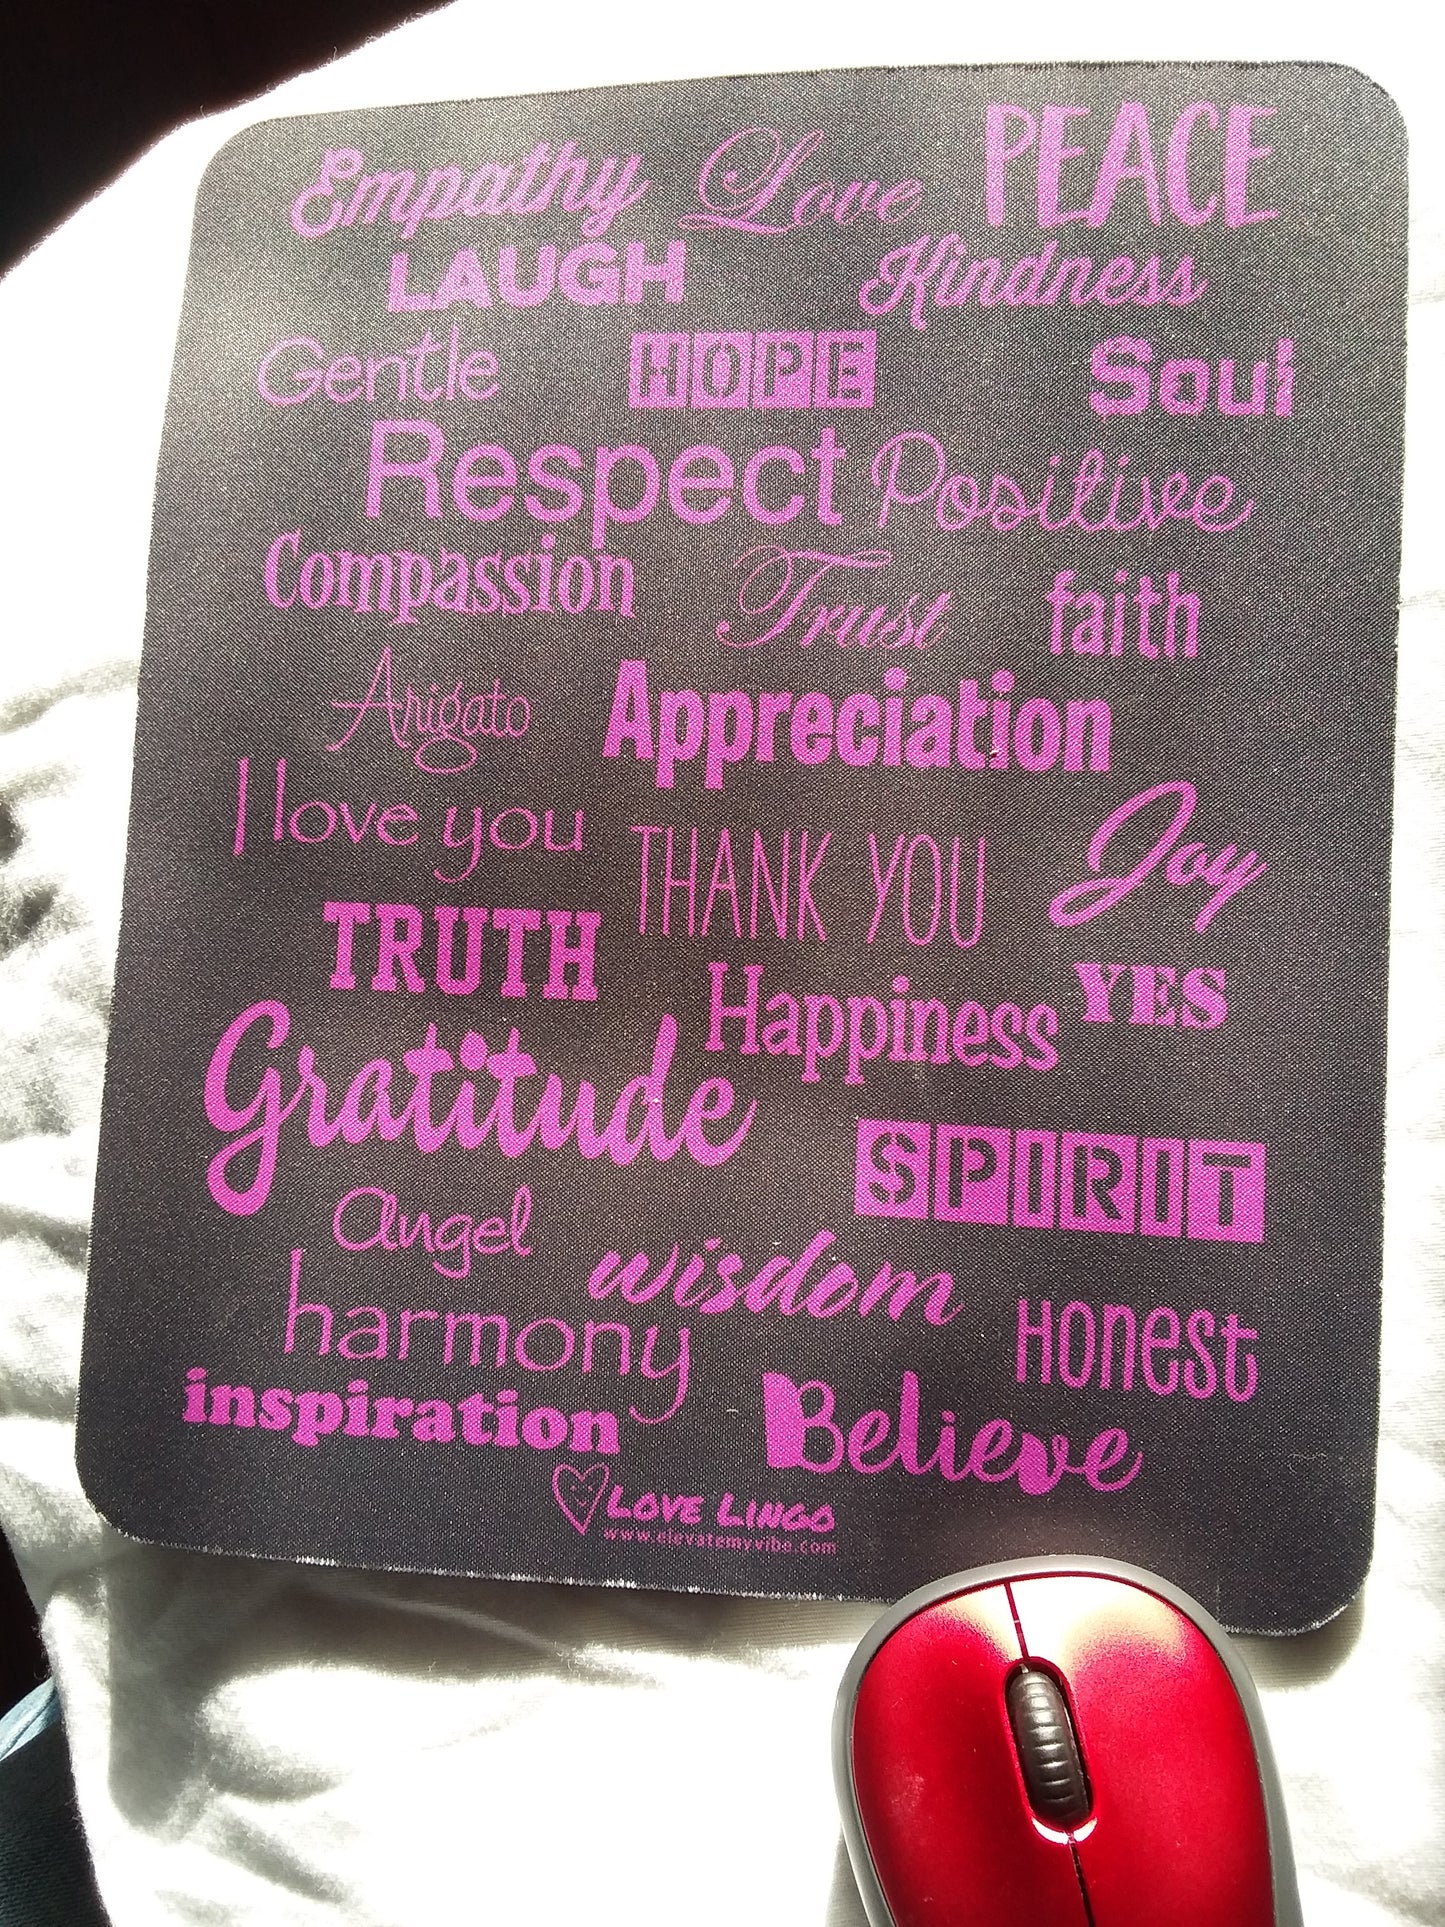 Empathy Love PEACE
LAUGH Kindness
Gentle HOPE Soul
Respect Positive
Compassion Trust faith
Arigato Appreciation
I love you THANK YOU Joy
TRUTH Happiness YES
Gratitude SPIRIT
Angel wisdom Honest
harmony
inspiration Believe
LOVE LINGO
www.elevatemyvibe.com